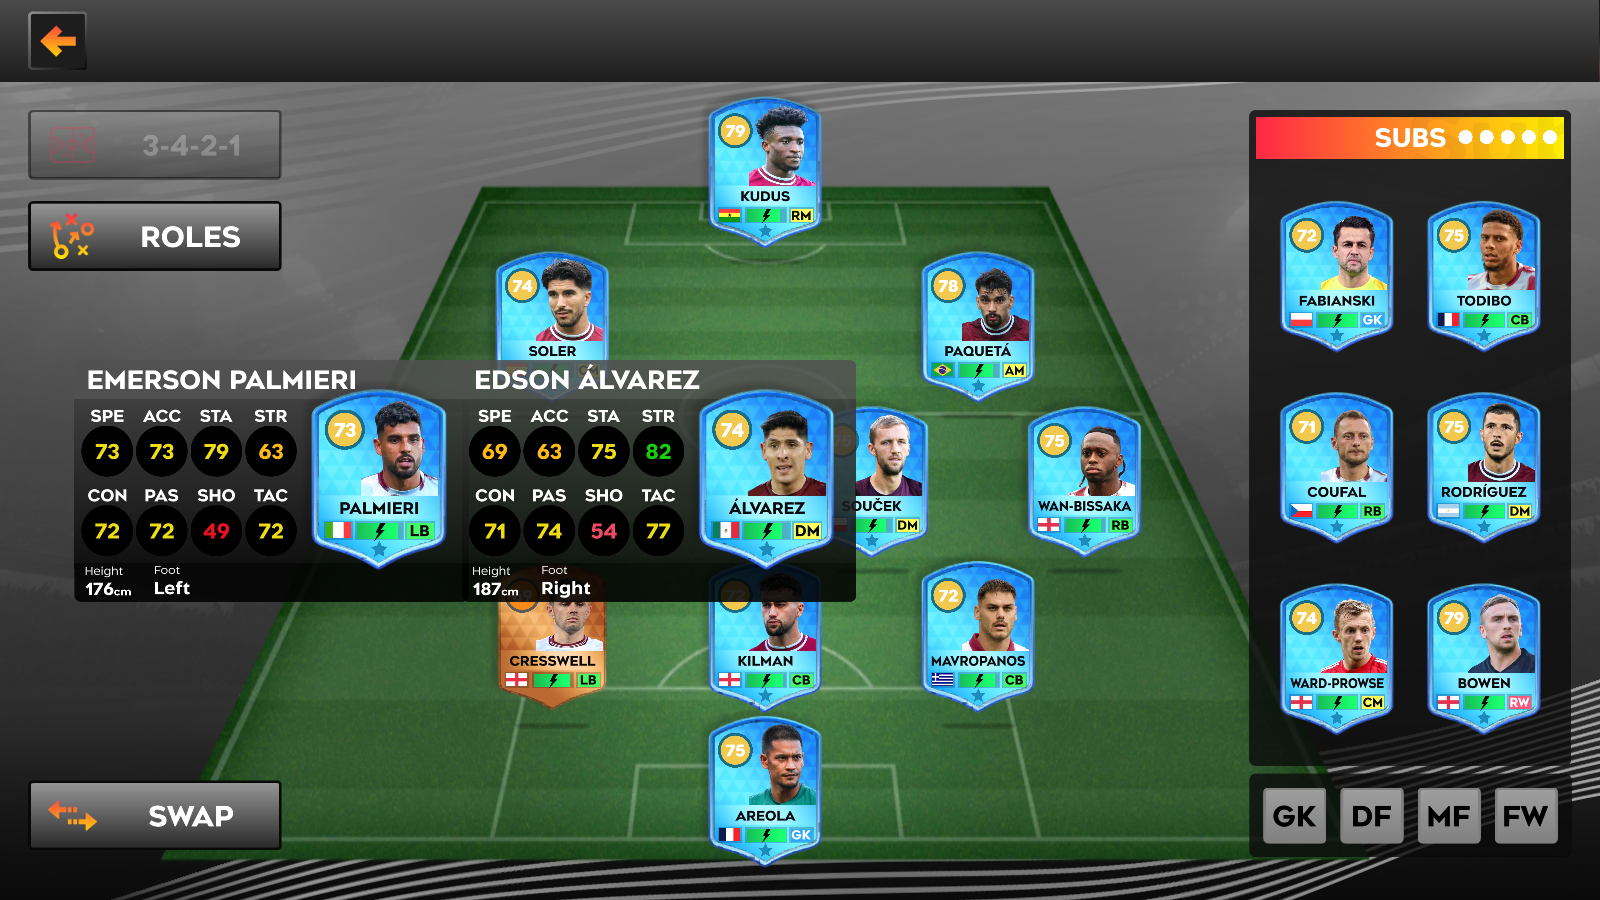 3-4-2-1
ROLES
79
KUDUS
RM
74
SOLER
78
PAQUETÁ
AM
EMERSON PALMIERI
SPE ACC STA STR
73 73 79 63
CON PAS SHO TAC
72 72 49 72
Height Foot
176cm Left
73
PALMIERI
LB
EDSON ÁLVAREZ
SPE ACC STA STR
69 63 75 82
CON PAS SHO TAC
71 74 54 77
Height Foot
187cm Right
74
ÁLVAREZ
DM
SOUČEK
DM
75
WAN-BISSAKA
RB
CRESSWELL
LB
72
KILMAN
CB
72
MAVROPANOS
CB
75
AREOLA
GK
SWAP
SUBS
72
FABIANSKI
GK
75
TODIBO
CB
71
COUFAL
RB
75
RODRÍGUEZ
DM
74
WARD-PROWSE
CM
79
BOWEN
RW
GK DF MF FW